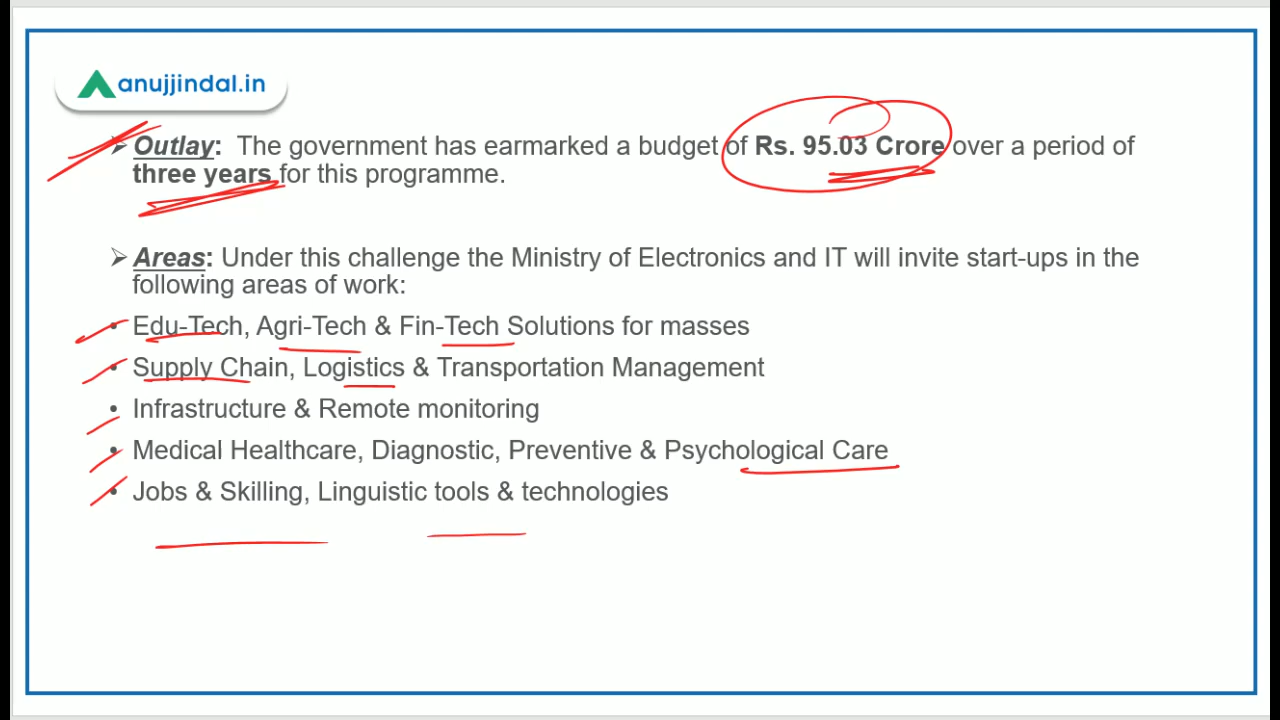 anujjindal.in
➢ Outlay: The government has earmarked a budget of Rs. 95.03 Crore over a period of
three years for this programme.
➢ Areas: Under this challenge the Ministry of Electronics and IT will invite start-ups in the
following areas of work:
• Edu-Tech, Agri-Tech & Fin-Tech Solutions for masses
• Supply Chain, Logistics & Transportation Management
• Infrastructure & Remote monitoring
• Medical Healthcare, Diagnostic, Preventive & Psychological Care
• Jobs & Skilling, Linguistic tools & technologies